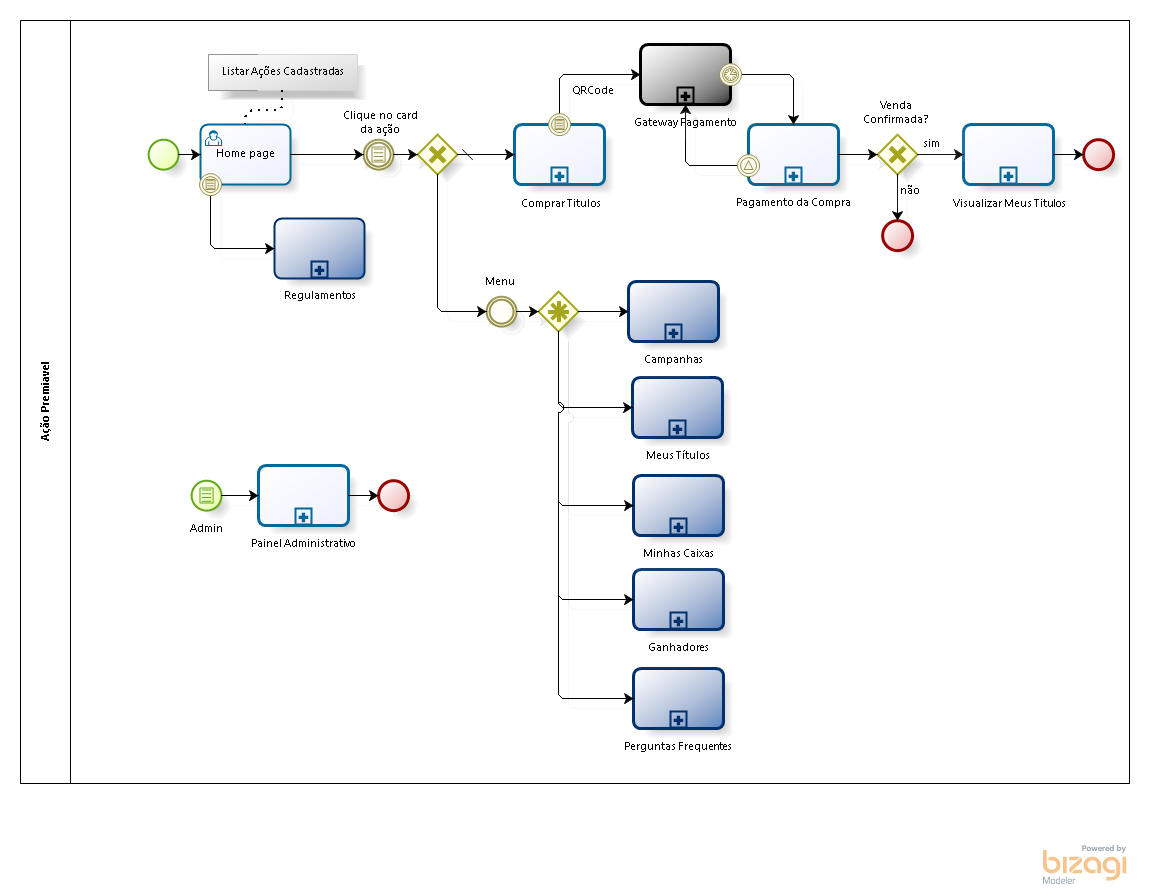 Listar Ações Cadastradas
Home page
Clique no card
da ação
QRCode
Gateway Pagamento
Venda
Confirmada?
sim
não
Comprar Titulos
Pagamento da Compra
Visualizar Meus Titulos
Regulamentos
Menu
Campanhas
Meus Títulos
Minhas Caixas
Ganhadores
Perguntas Frequentes
Ação Premiavel
Admin
Painel Administrativo
Powered by
bizagi
Modeler